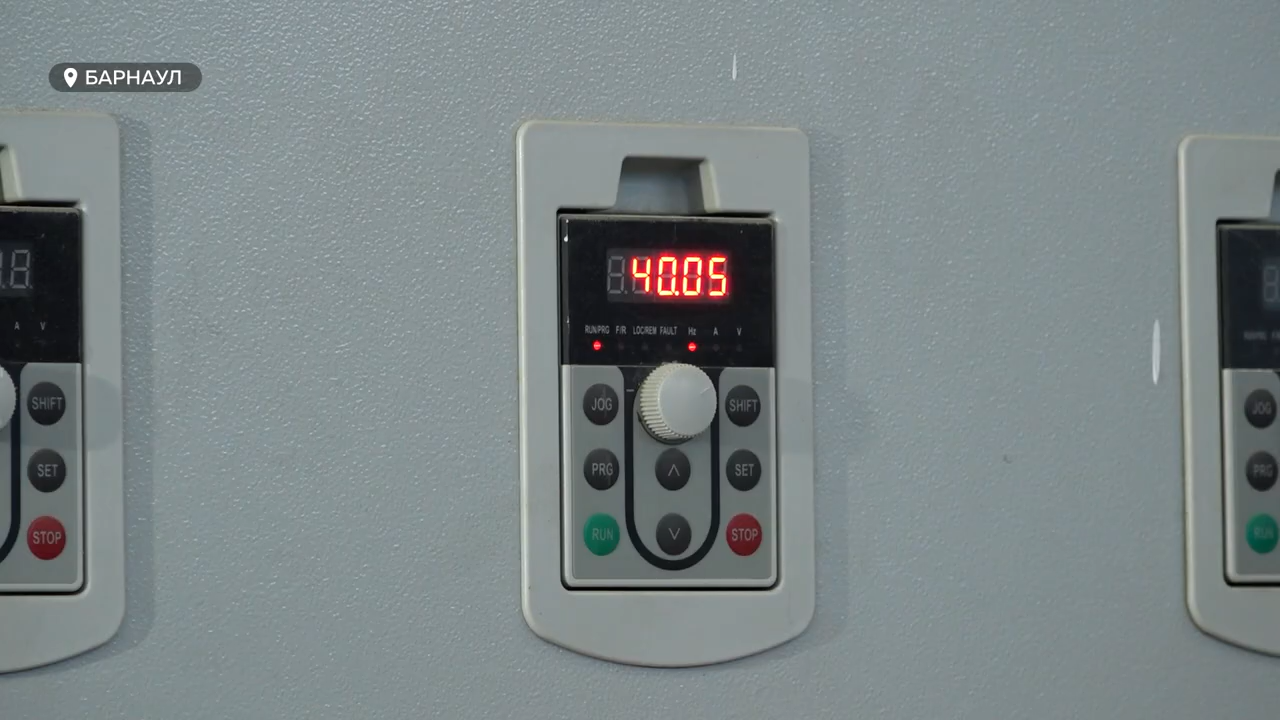 БАРНАУЛ
40.05
RUN/PRG F/R LOC/REM FAULT Hz A V
A V
JOG SHIFT
PRG SET
RUN STOP
SHIFT
SET
STOP
JOG
PRG
RUN